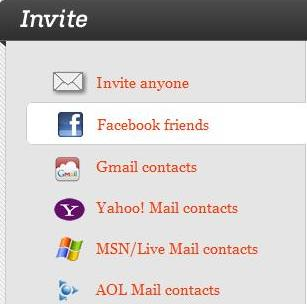 Invite
Invite anyone
Facebook friends
Gmail contacts
Yahoo! Mail contacts
MSN/Live Mail contacts
AOL Mail contacts